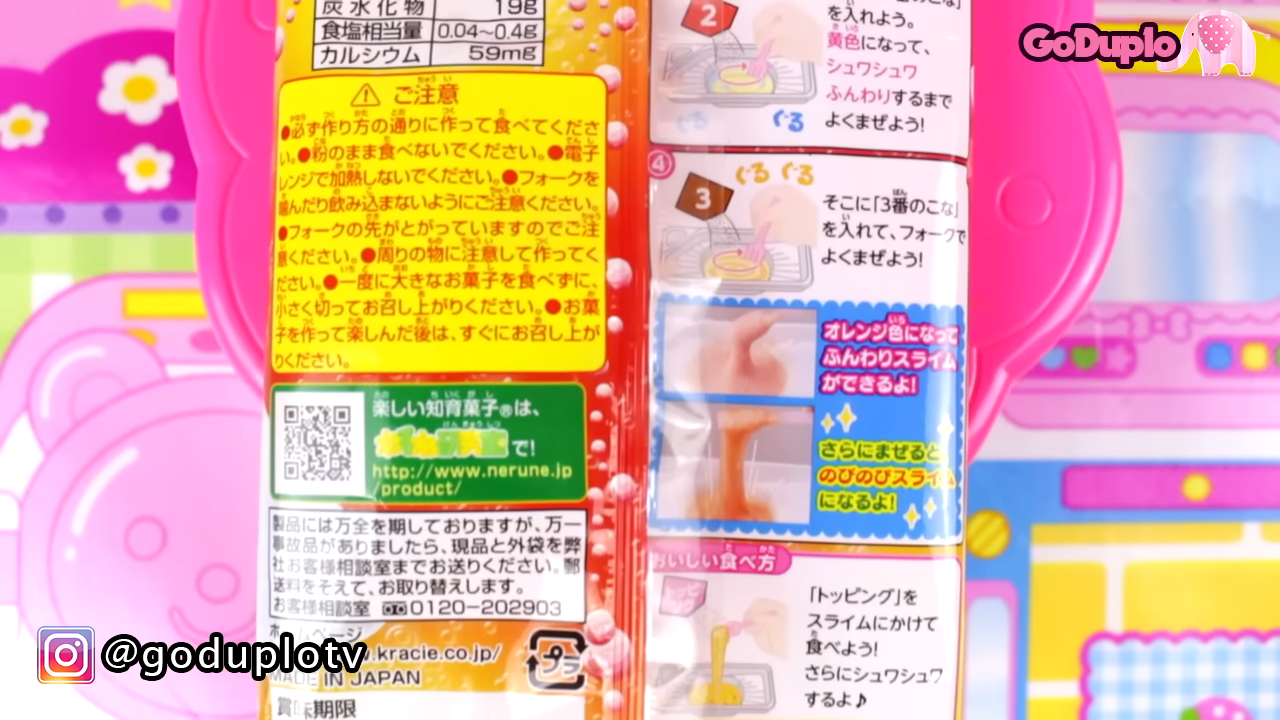 GoDuplo
炭水化物 19g
食塩相当量 0.04〜0.4g
カルシウム 59mg
⚠ ご注意
●必ず作り方の通りに作って食べてくださ
い。●粉のまま食べないでください。●電子
レンジで加熱しないでください。●フォークを
噛んだり飲み込まないようにご注意ください。
●フォークの先がとがっていますのでご注
意ください。●周りの物に注意して作ってく
ださい。●一度に大きなお菓子を食べずに、
小さく切ってお召し上がりください。●お菓
子を作って楽しんだ後は、すぐにお召し上が
りください。
楽しい知育菓子®は、
で!
http://www.nerune.jp
/product/
製品には万全を期しておりますが、万一
事故品がありましたら、現品と外袋を弊
社お客様相談室までお送りください。郵
送料をそえて、お取り替えします。
お客様相談室 0120-202903
ホームページ
w.kracie.co.jp/
MADE IN JAPAN
プラ
賞味期限
2
を入れよう。
黄色になって、
シュワシュワ
ふんわりするまで
よくまぜよう!
ぐる ぐる
④
3
ぐる ぐる
そこに「3番のこな」
を入れて、フォークで
よくまぜよう!
オレンジ色になって
ふんわりスライム
ができるよ!
さらにまぜると
のびのびスライム
になるよ!
おいしい食べ方
「トッピング」を
スライムにかけて
食べよう!
さらにシュワシュワ
するよ♪
@goduplotv